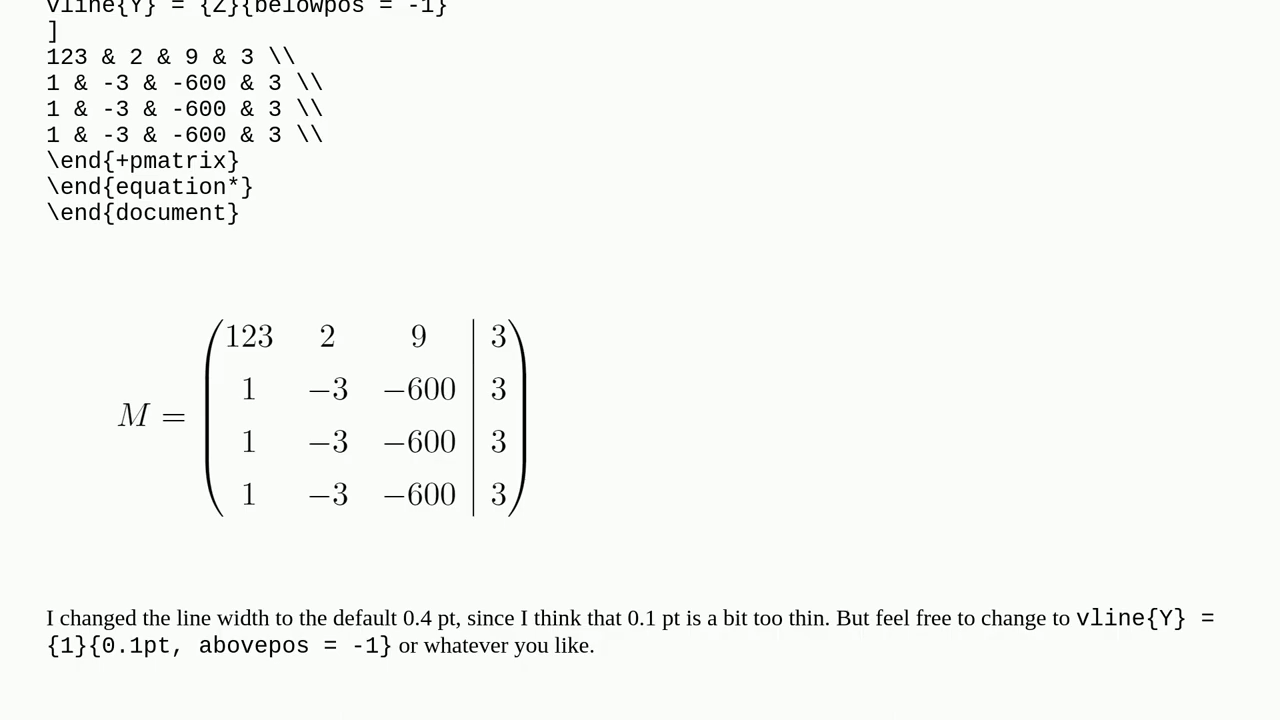 vline{Y} = {Z}{belowpos = -1}
]
123 & 2 & 9 & 3 \\
1 & -3 & -600 & 3 \\
1 & -3 & -600 & 3 \\
1 & -3 & -600 & 3 \\
\end{+pmatrix}
\end{equation*}
\end{document}
123 2 9 | 3
1 −3 −600 | 3
M =
1 −3 −600 | 3
1 −3 −600 | 3
I changed the line width to the default 0.4 pt, since I think that 0.1 pt is a bit too thin. But feel free to change to vline{Y} =
{1}{0.1pt, abovepos = -1} or whatever you like.